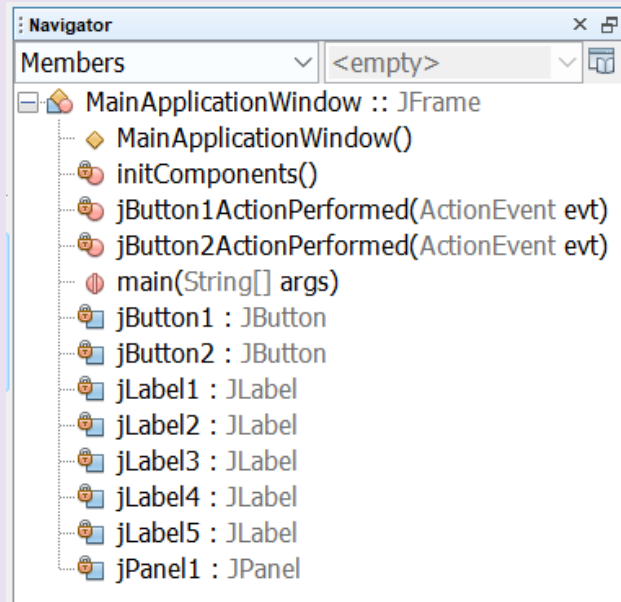 Navigator
Members <empty>
MainApplicationWindow :: JFrame
MainApplicationWindow()
initComponents()
jButton1ActionPerformed(ActionEvent evt)
jButton2ActionPerformed(ActionEvent evt)
main(String[] args)
jButton1 : JButton
jButton2 : JButton
jLabel1 : JLabel
jLabel2 : JLabel
jLabel3 : JLabel
jLabel4 : JLabel
jLabel5 : JLabel
jPanel1 : JPanel